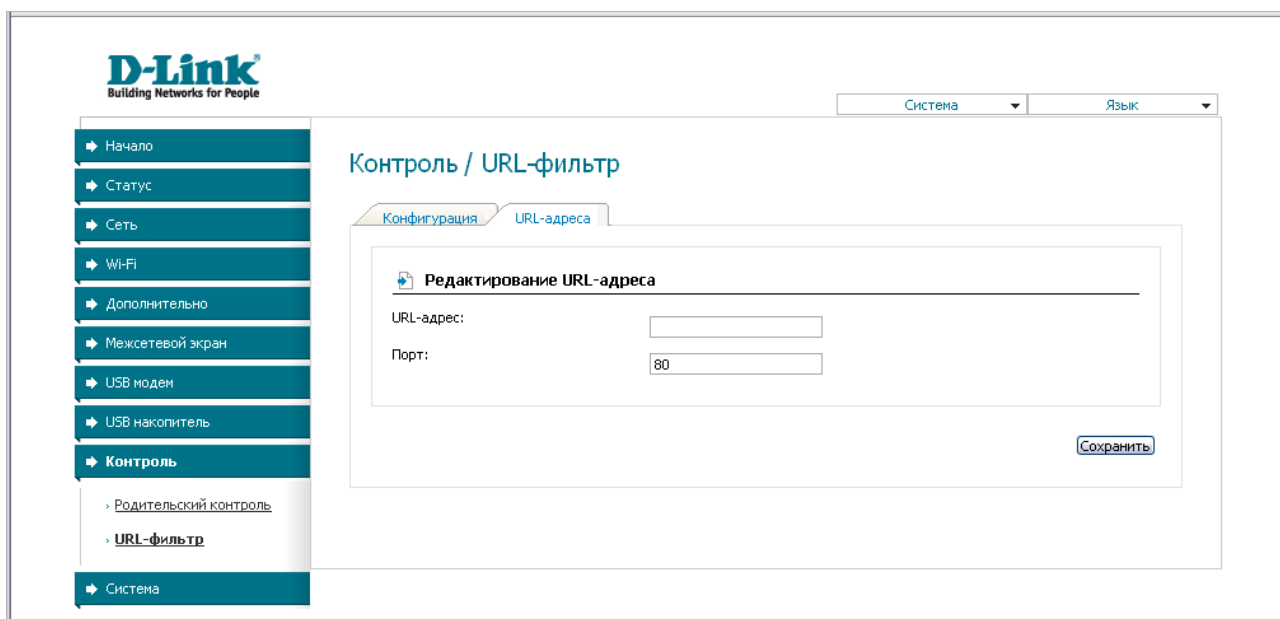 D-Link
Building Networks for People
Система
Язык
Начало
Статус
Сеть
Wi-Fi
Дополнительно
Межсетевой экран
USB модем
USB накопитель
Контроль
Родительский контроль
URL-фильтр
Система
Контроль / URL-фильтр
Конфигурация
URL-адреса
Редактирование URL-адреса
URL-адрес:
Порт:
80
Сохранить